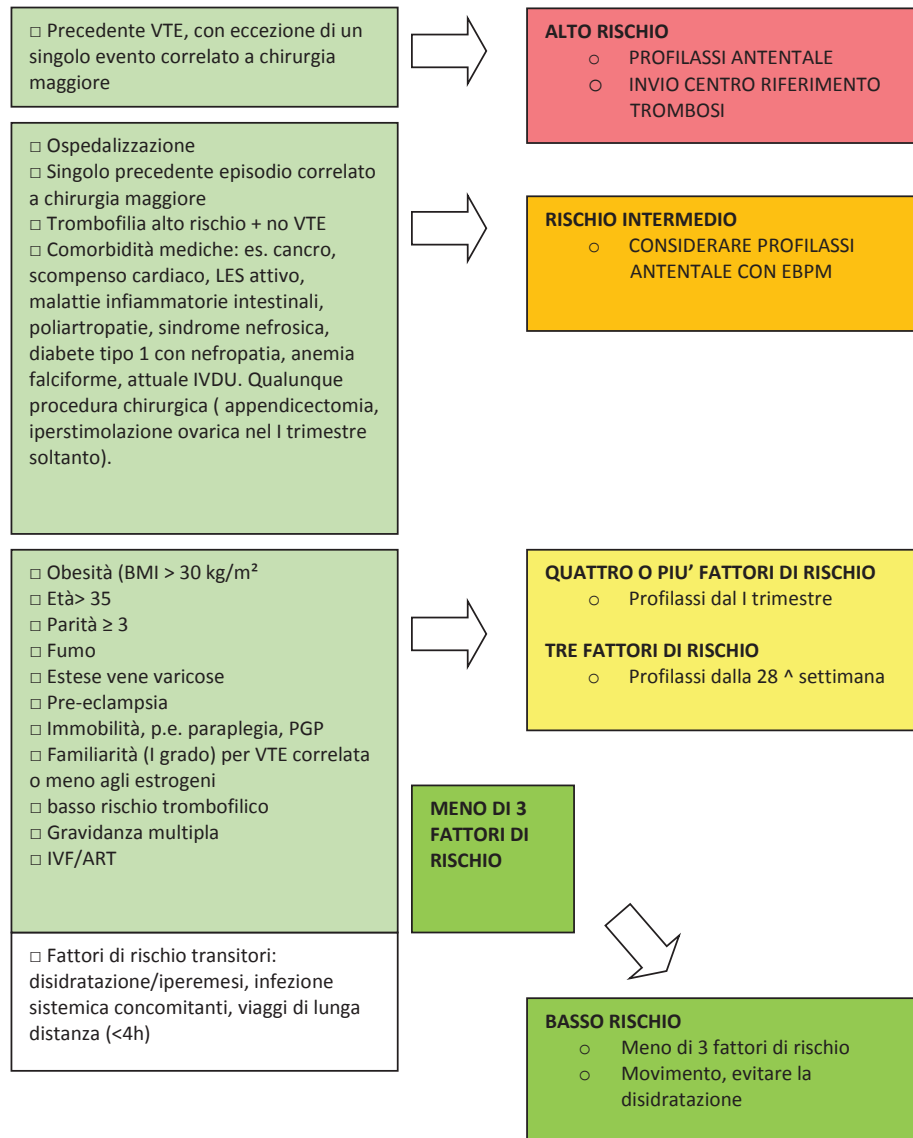 □ Precedente VTE, con eccezione di un
singolo evento correlato a chirurgia
maggiore
ALTO RISCHIO
o PROFILASSI ANTENTALE
o INVIO CENTRO RIFERIMENTO
TROMBOSI
□ Ospedalizzazione
□ Singolo precedente episodio correlato
a chirurgia maggiore
□ Trombofilia alto rischio + no VTE
□ Comorbidità mediche: es. cancro,
scompenso cardiaco, LES attivo,
malattie infiammatorie intestinali,
poliartropatie, sindrome nefrosica,
diabete tipo 1 con nefropatia, anemia
falciforme, attuale IVDU. Qualunque
procedura chirurgica ( appendicectomia,
iperstimolazione ovarica nel I trimestre
soltanto).
RISCHIO INTERMEDIO
o CONSIDERARE PROFILASSI
ANTENTALE CON EBPM
□ Obesità (BMI > 30 kg/m²
□ Età> 35
□ Parità ≥ 3
□ Fumo
□ Estese vene varicose
□ Pre-eclampsia
□ Immobilità, p.e. paraplegia, PGP
□ Familiarità (I grado) per VTE correlata
o meno agli estrogeni
□ basso rischio trombofilico
□ Gravidanza multipla
□ IVF/ART
QUATTRO O PIU’ FATTORI DI RISCHIO
o Profilassi dal I trimestre
TRE FATTORI DI RISCHIO
o Profilassi dalla 28 ^ settimana
MENO DI 3
FATTORI DI
RISCHIO
□ Fattori di rischio transitori:
disidratazione/iperemesi, infezione
sistemica concomitanti, viaggi di lunga
distanza (<4h)
BASSO RISCHIO
o Meno di 3 fattori di rischio
o Movimento, evitare la
disidratazione